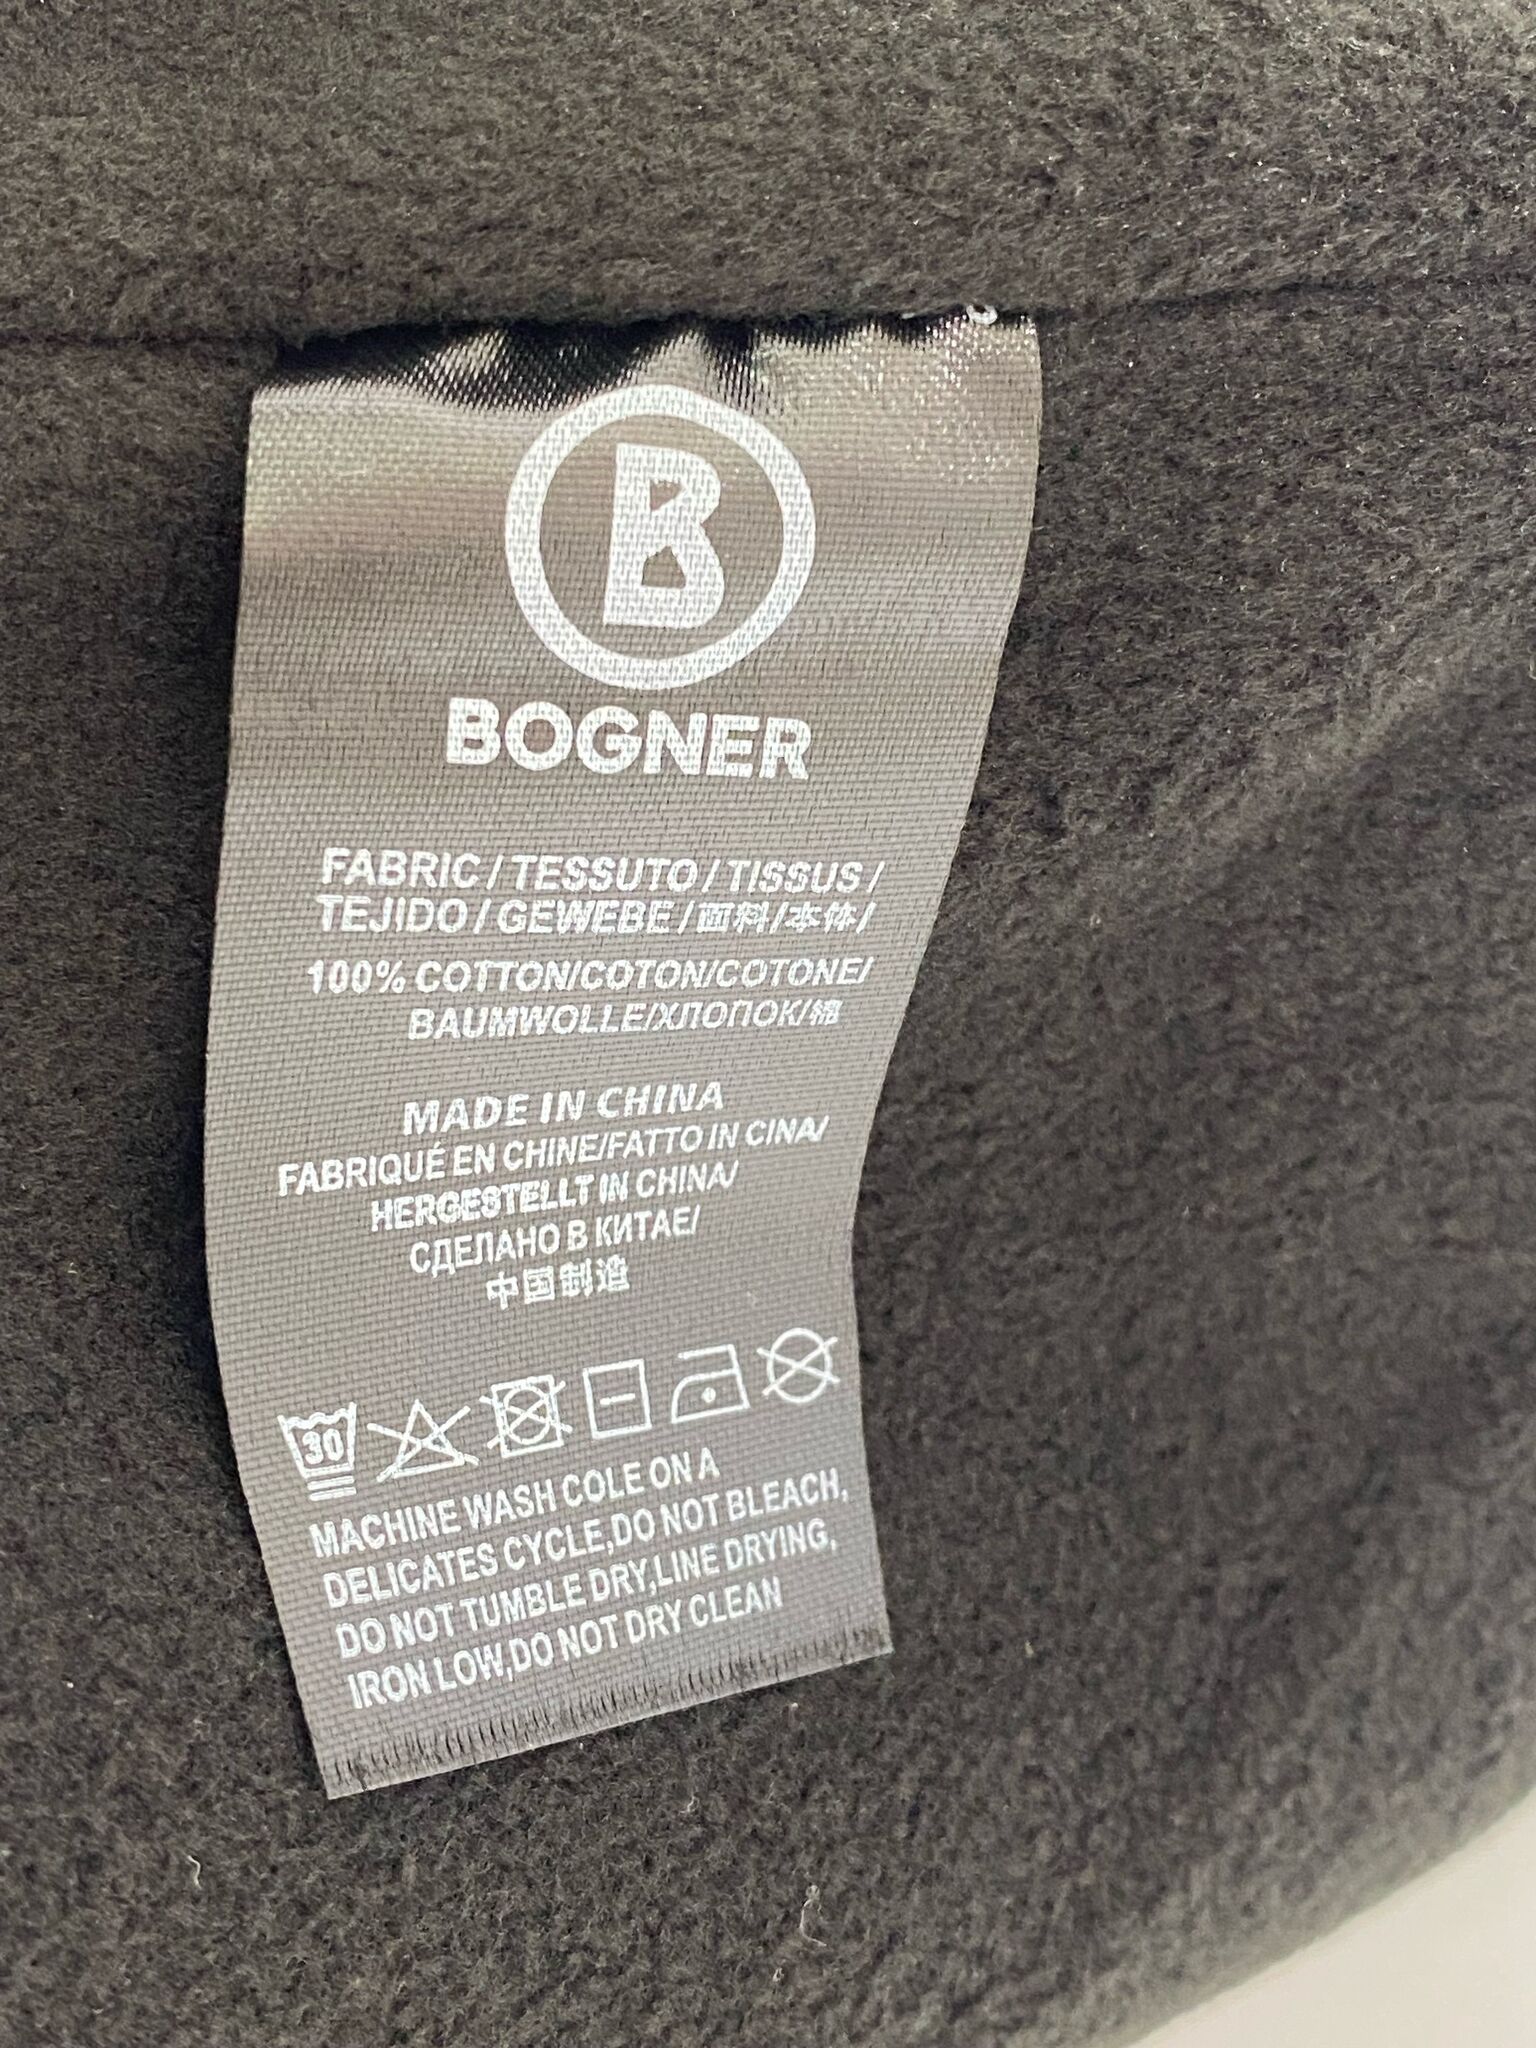 B
BOGNER
FABRIC/TESSUTO/TISSUS/
TEJIDO/GEWEBE/面料/本体/
100% COTTON/COTON/COTONE/
BAUMWOLLE/ХЛОПОК/綿
MADE IN CHINA
FABRIQUÉ EN CHINE/FATTO IN CINA/
HERGESTELLT IN CHINA/
СДЕЛАНО В КИТАЕ/
中国制造
30
MACHINE WASH COLE ON A
DELICATES CYCLE,DO NOT BLEACH,
DO NOT TUMBLE DRY,LINE DRYING,
IRON LOW,DO NOT DRY CLEAN